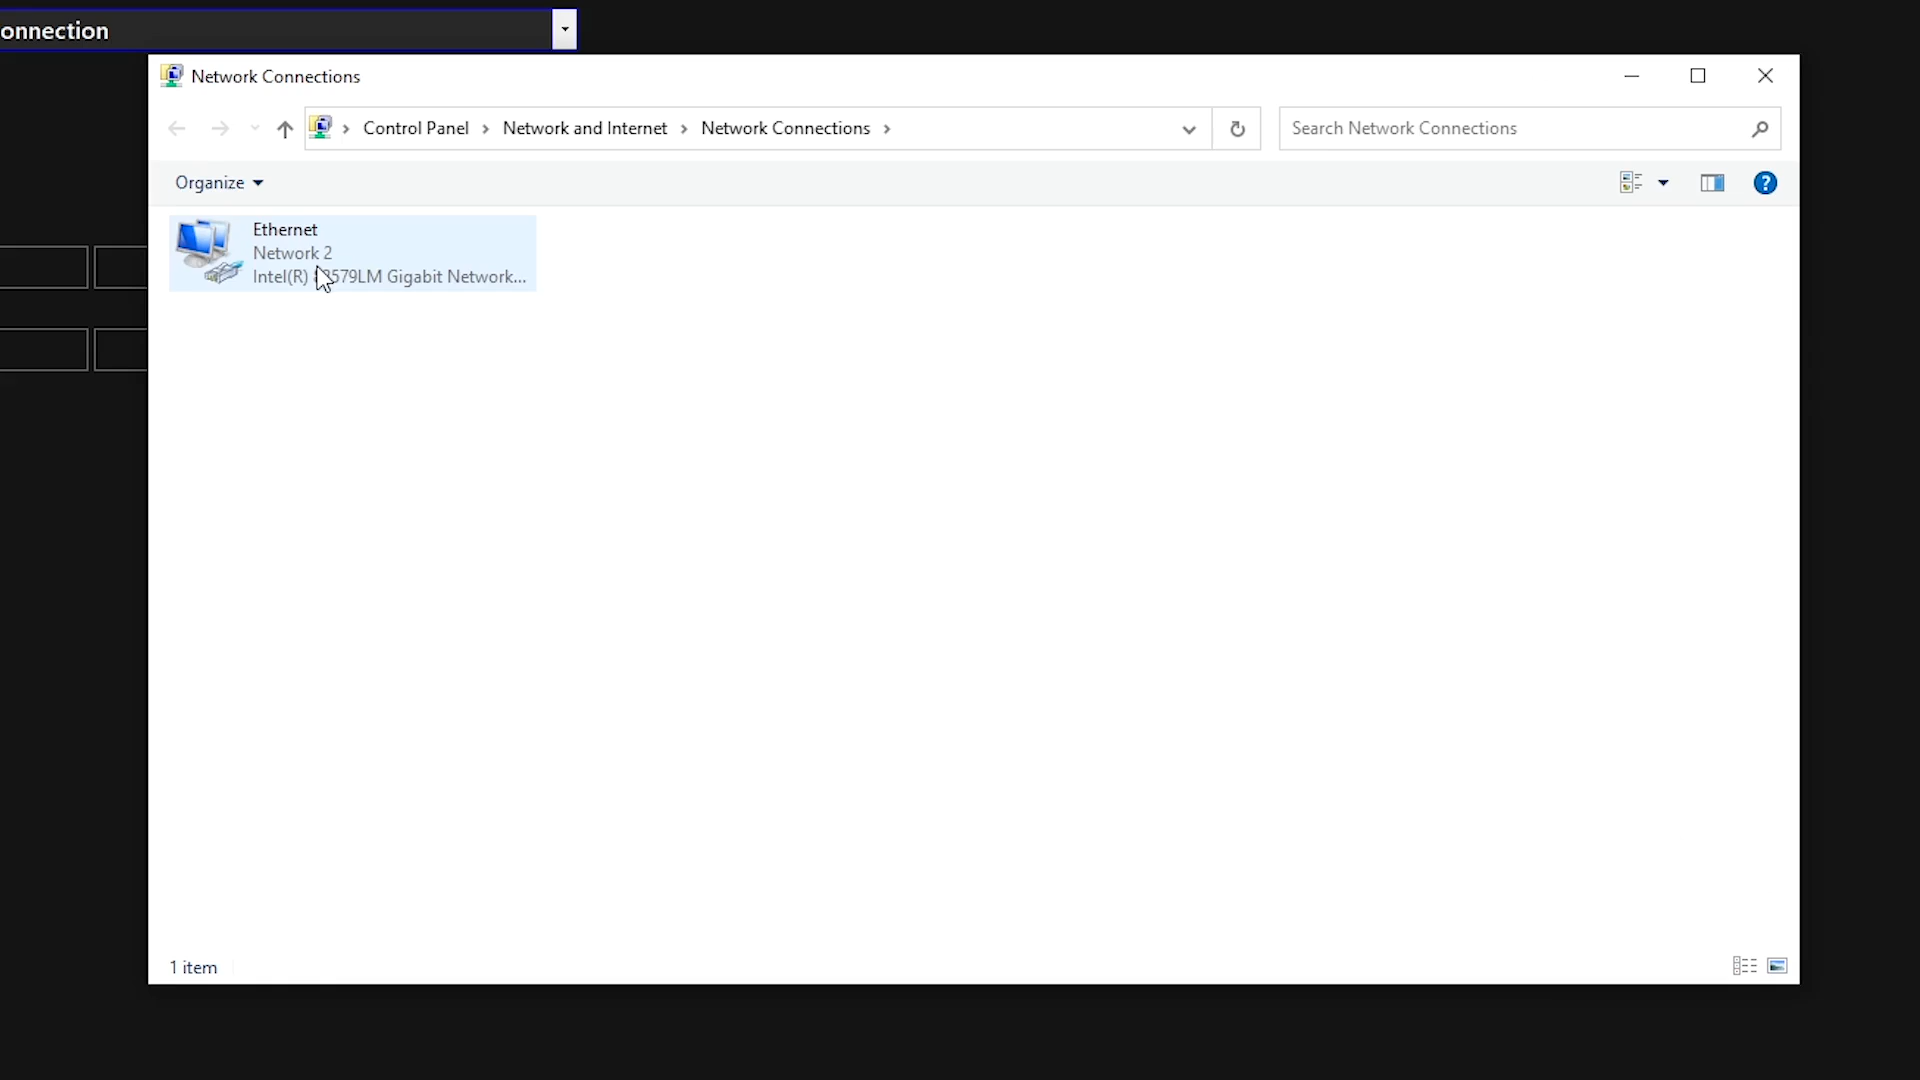 onnection
Network Connections
Control Panel
Network and Internet
Network Connections
Search Network Connections
Organize
Ethernet
Network 2
Intel(R) 579LM Gigabit Network...
1 item